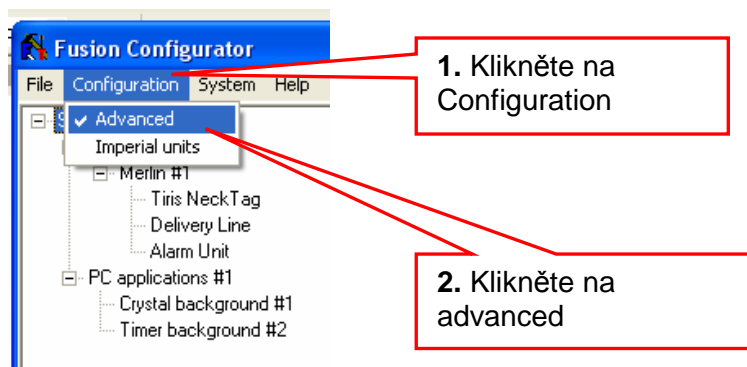 Fusion Configurator
File Configuration System Help
Advanced
Imperial units
Merlin #1
Tiris NeckTag
Delivery Line
Alarm Unit
PC applications #1
Crystal background #1
Timer background #2
1. Klikněte na
Configuration
2. Klikněte na
advanced